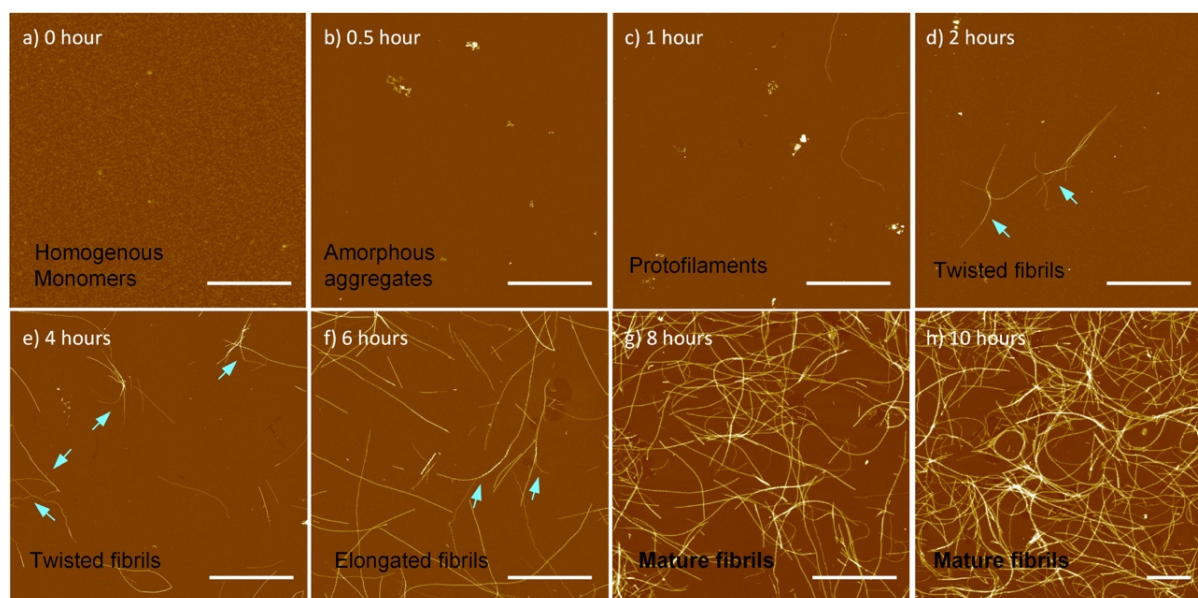 a) 0 hour
Homogenous
Monomers
b) 0.5 hour
Amorphous
aggregates
c) 1 hour
Protofilaments
d) 2 hours
Twisted fibrils
e) 4 hours
Twisted fibrils
f) 6 hours
Elongated fibrils
g) 8 hours
Mature fibrils
h) 10 hours
Mature fibrils